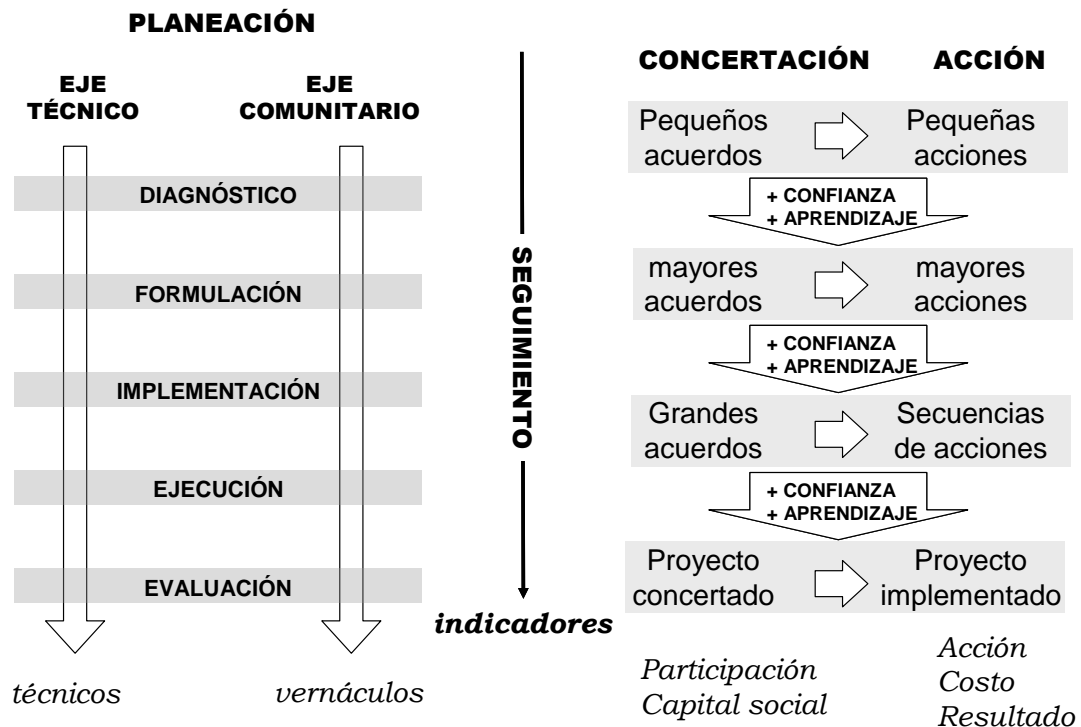 PLANEACIÓN
EJE
TÉCNICO
EJE
COMUNITARIO
DIAGNÓSTICO
FORMULACIÓN
IMPLEMENTACIÓN
EJECUCIÓN
EVALUACIÓN
técnicos
vernáculos
SEGUIMIENTO
indicadores
CONCERTACIÓN
ACCIÓN
Pequeños
acuerdos
Pequeñas
acciones
+ CONFIANZA
+ APRENDIZAJE
mayores
acuerdos
mayores
acciones
+ CONFIANZA
+ APRENDIZAJE
Grandes
acuerdos
Secuencias
de acciones
+ CONFIANZA
+ APRENDIZAJE
Proyecto
concertado
Proyecto
implementado
Participación
Capital social
Acción
Costo
Resultado